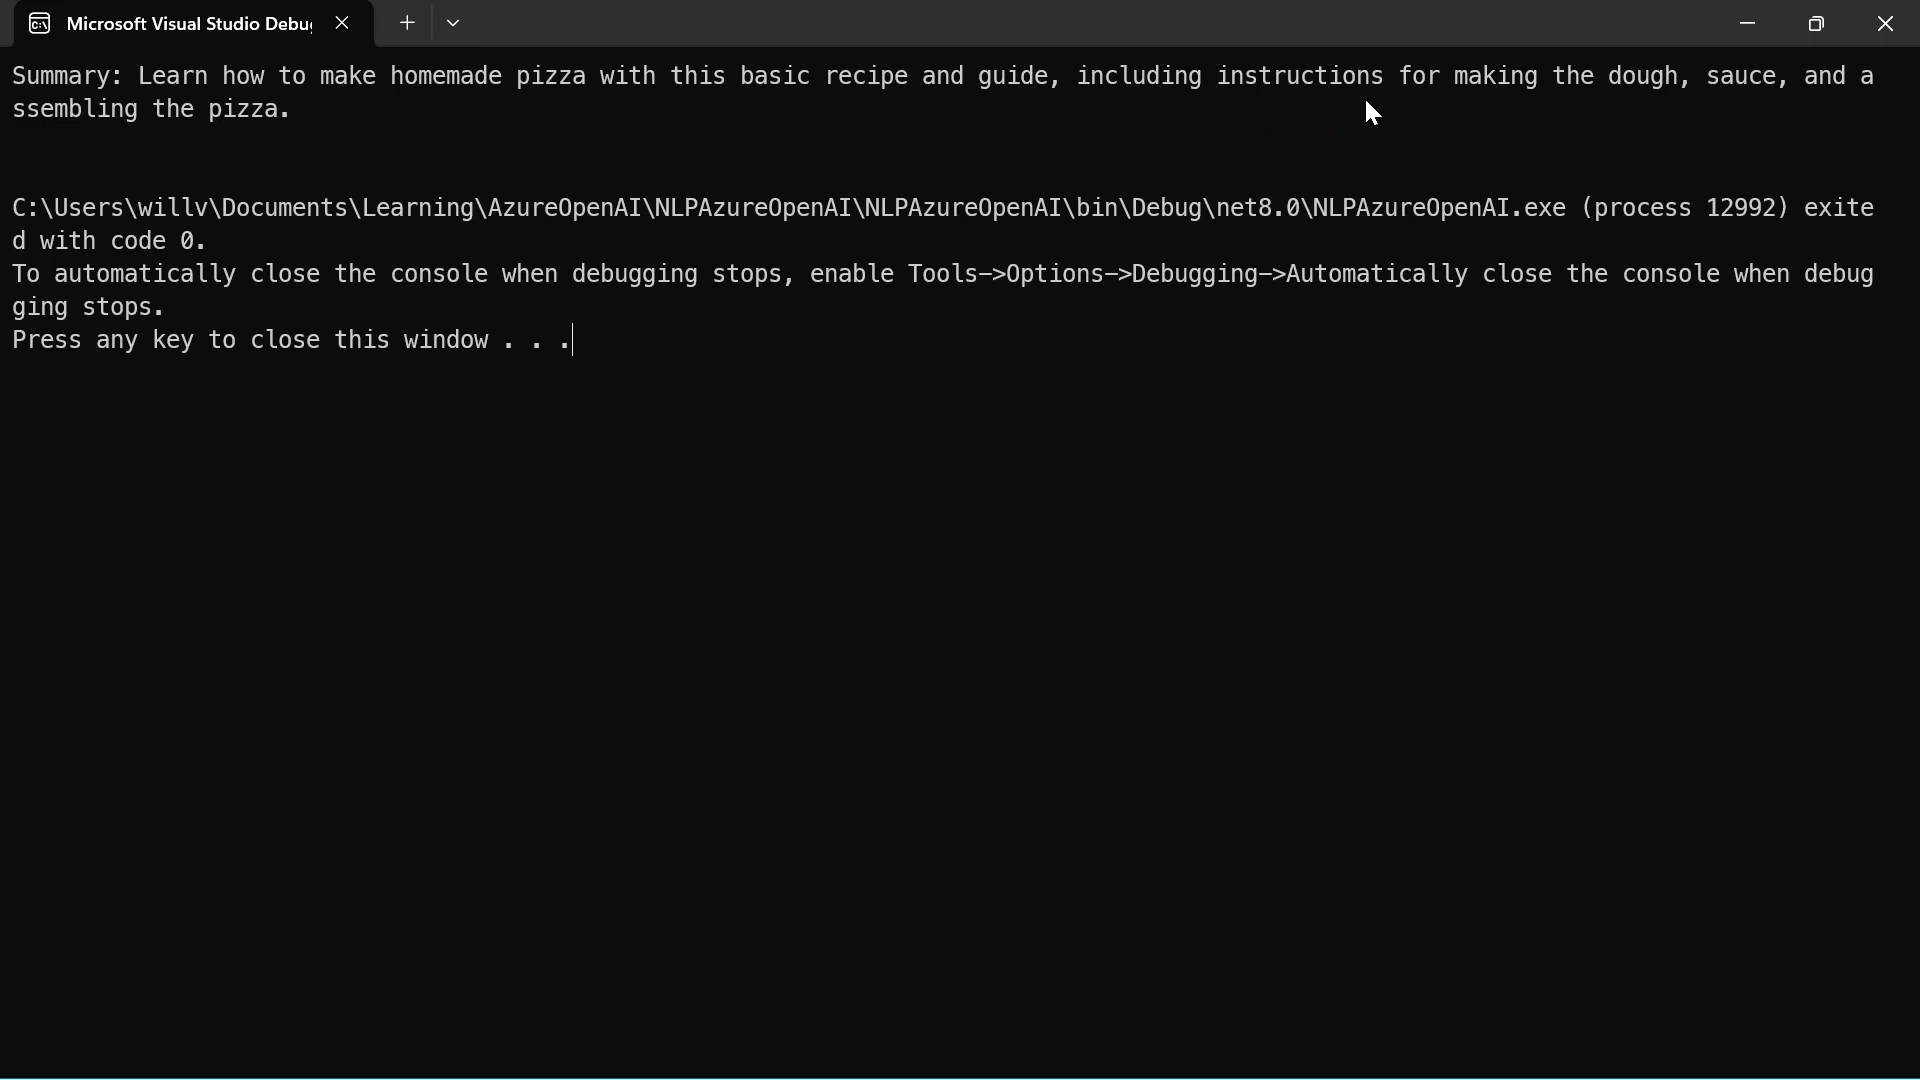 Microsoft Visual Studio Debu
Summary: Learn how to make homemade pizza with this basic recipe and guide, including instructions for making the dough, sauce, and a
ssembling the pizza.
C:\Users\willv\Documents\Learning\AzureOpenAI\NLPAzureOpenAI\NLPAzureOpenAI\bin\Debug\net8.0\NLPAzureOpenAI.exe (process 12992) exite
d with code 0.
To automatically close the console when debugging stops, enable Tools->Options->Debugging->Automatically close the console when debug
ging stops.
Press any key to close this window . . .